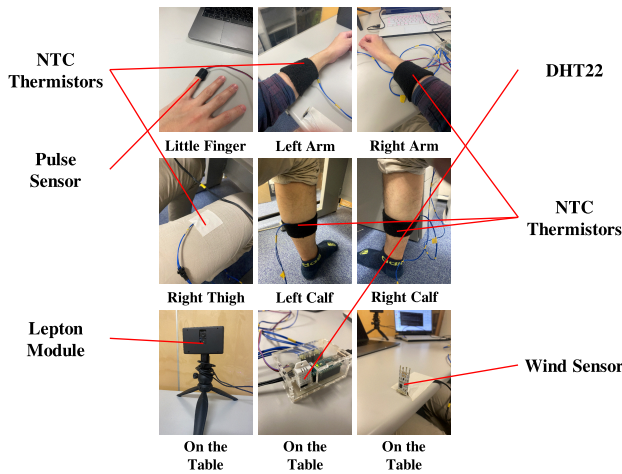 NTC
Thermistors
DHT22
Little Finger
Left Arm
Right Arm
Pulse
Sensor
NTC
Thermistors
Right Thigh
Left Calf
Right Calf
Lepton
Module
Wind Sensor
On the
Table
On the
Table
On the
Table